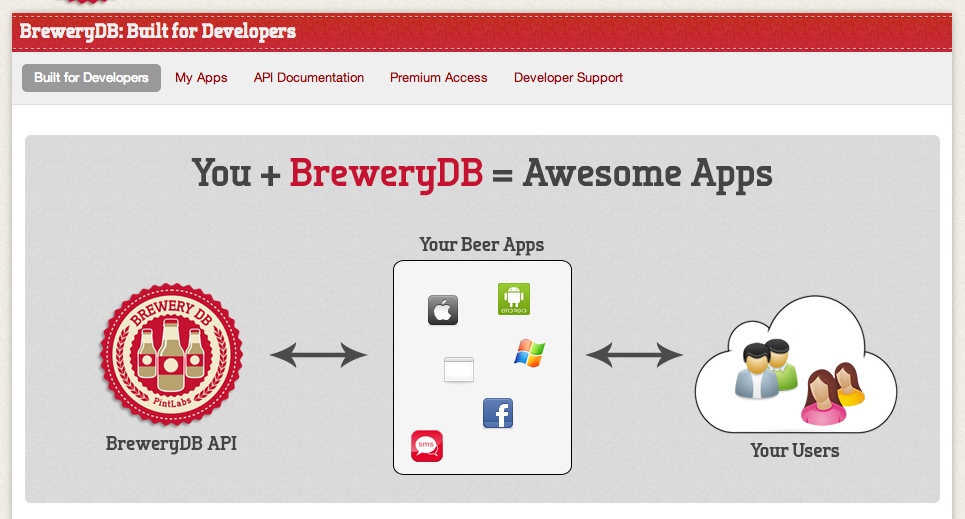 BreweryDB: Built for Developers
Built for Developers My Apps API Documentation Premium Access Developer Support
You + BreweryDB = Awesome Apps
Your Beer Apps
BREWERY DB
PintLabs
BreweryDB API
ANDROID
f
sms
Your Users